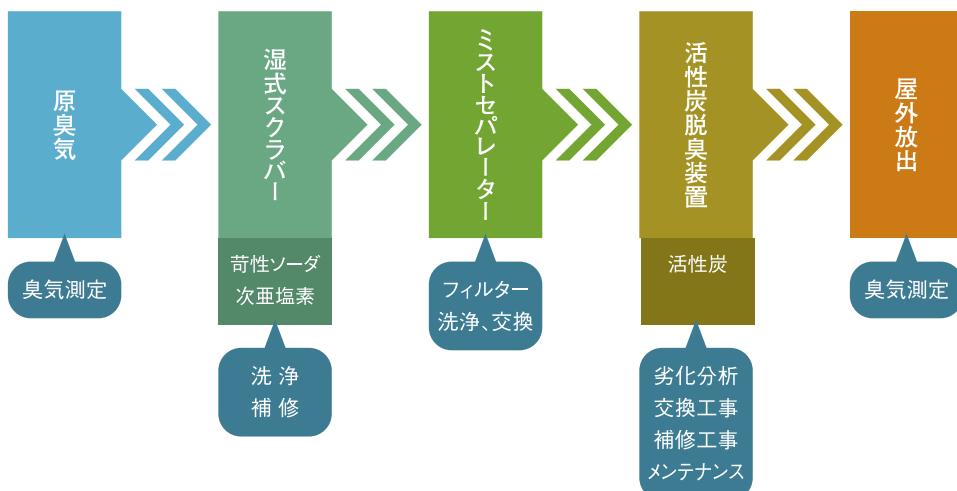 原臭気
湿式スクラバー
ミストセパレーター
活性炭脱臭装置
屋外放出
苛性ソーダ
次亜塩素
活性炭
臭気測定
フィルター
洗浄、交換
臭気測定
洗 浄
補 修
劣化分析
交換工事
補修工事
メンテナンス